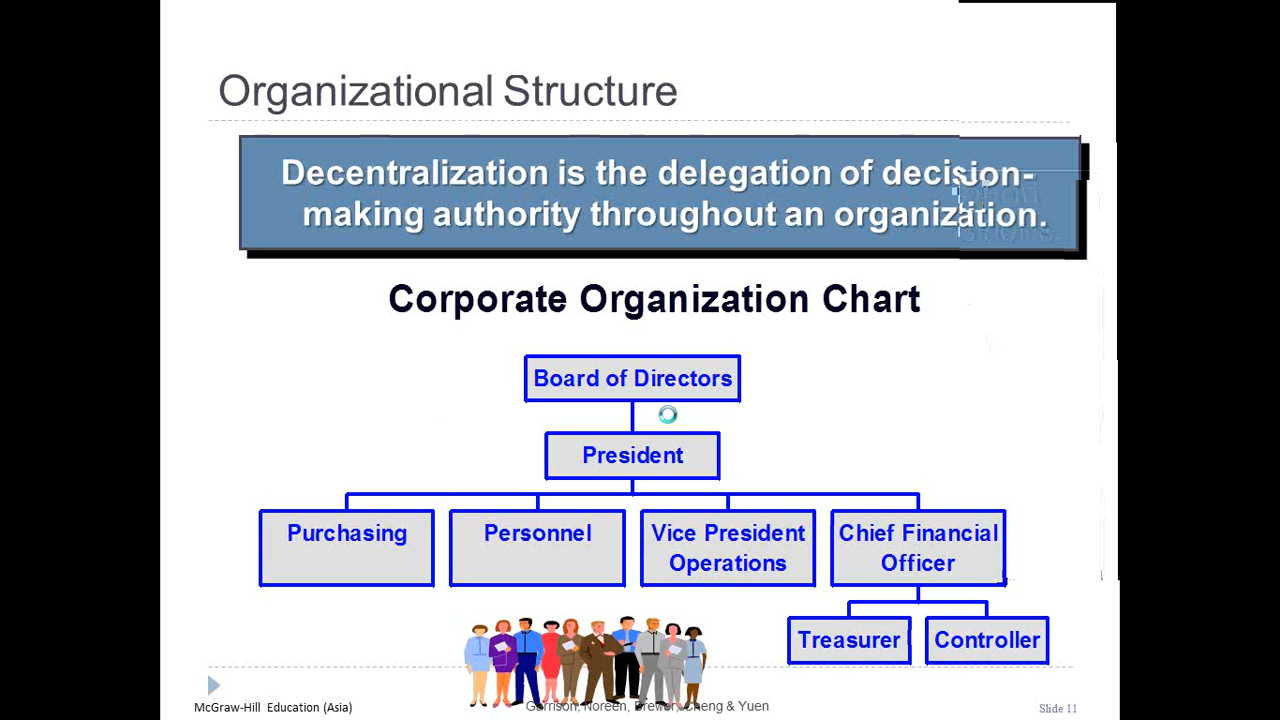 Organizational Structure
Decentralization is the delegation of decision-
making authority throughout an organization.
Corporate Organization Chart
Board of Directors
President
Purchasing
Personnel
Vice President
Operations
Chief Financial
Officer
Treasurer
Controller
McGraw-Hill Education (Asia)
Garrison, Noreen, Brewer, Cheng & Yuen
Slide 11